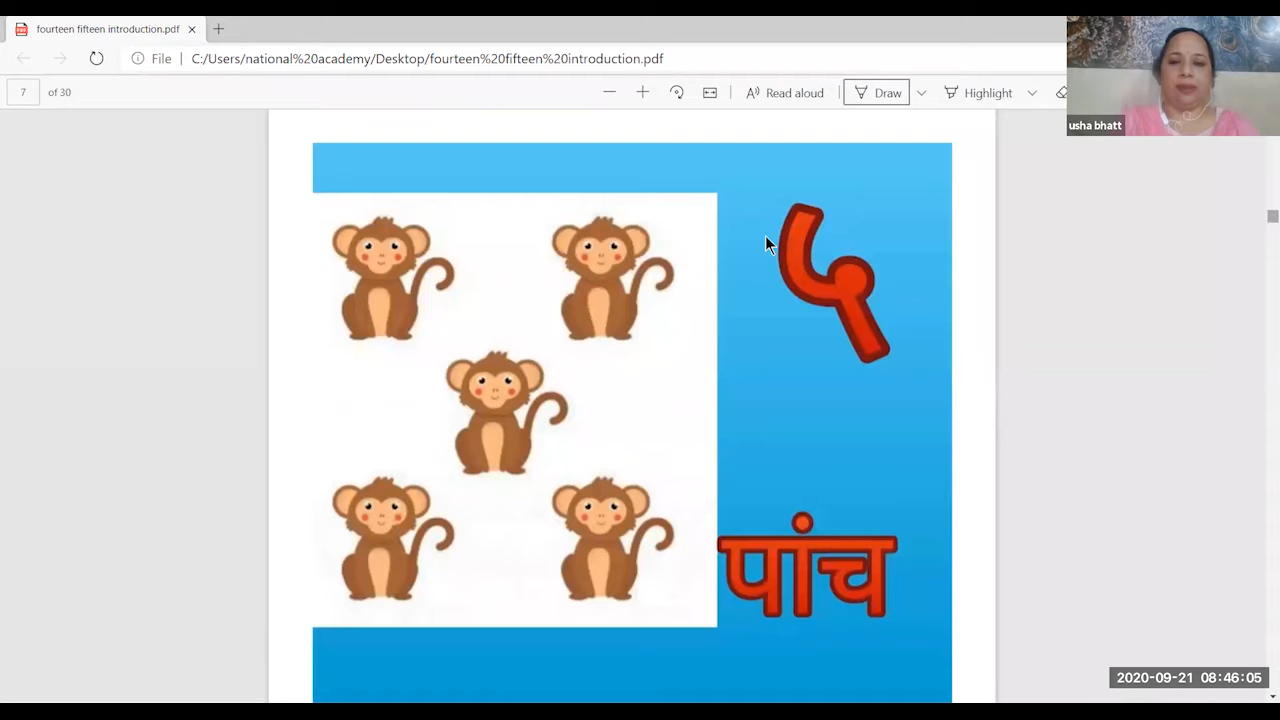 fourteen fifteen introduction.pdf
File
C:/Users/national%20academy/Desktop/fourteen%20fifteen%20introduction.pdf
7 of 30
Read aloud
Draw
Highlight
usha bhatt
५
पांच
2020-09-21 08:46:05